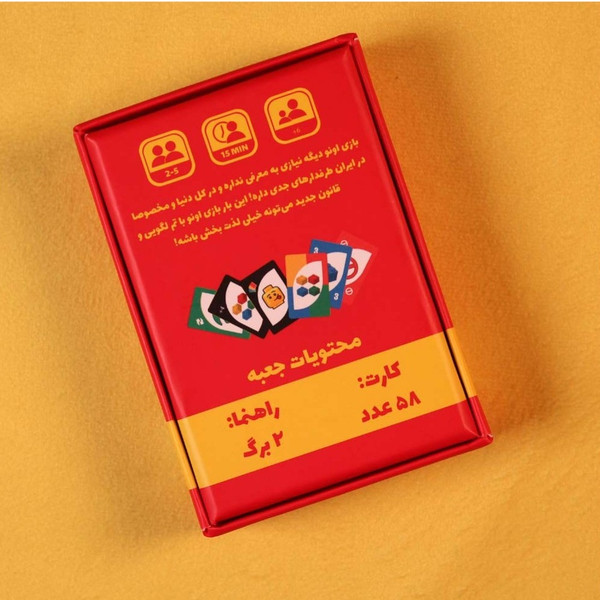 2-5
15 MIN
+6
بازی اونو دیگه نیازی به معرفی نداره و در کل دنیا و مخصوصا
در ایران طرفدارهای جدی داره! این بار بازی اونو با تم لگویی و
قانون جدید می‌تونه خیلی لذت بخش باشه!
محتویات جعبه
کارت:
۵۸ عدد
راهنما:
۲ برگ